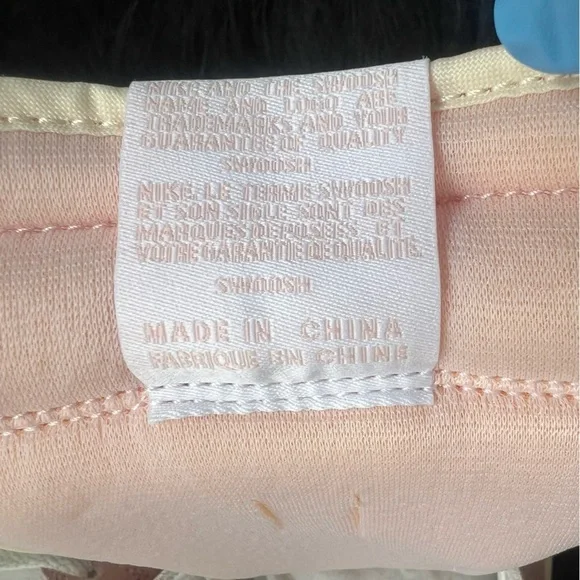 NIKE AND THE SWOOSH
NAME AND LOGO ARE
TRADEMARKS AND YOUR
GUARANTEE OF QUALITY
SWOOSH.
NIKE. LE TERME SWOOSH
ET SON SIBLE SONT DES
MARQUES DEPOSEES ET
VOTRE GARANTIE DE QUALITE.
SWOOSH
MADE IN CHINA
FABRIQUE EN CHINE